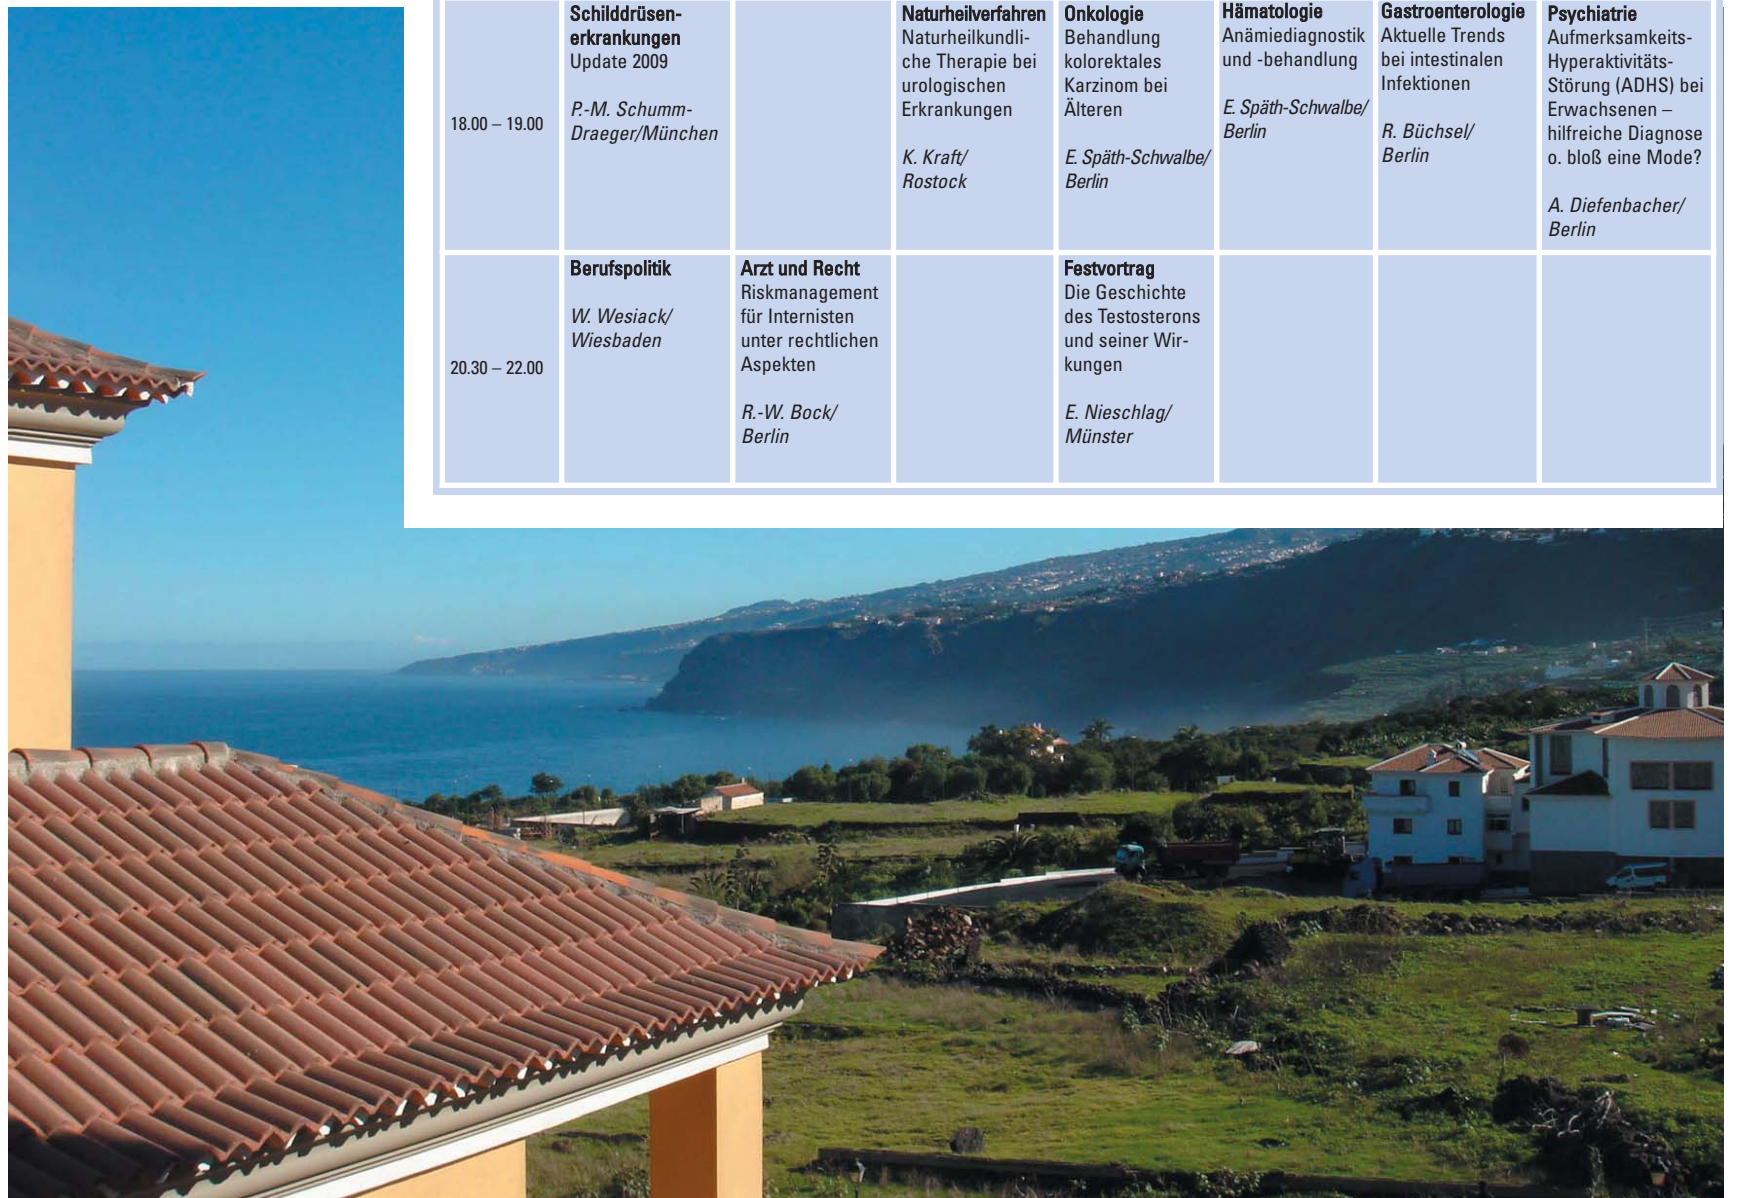 18.00 – 19.00
Schilddrüsen-
erkrankungen
Update 2009
P.-M. Schumm-
Draeger/München
Naturheilverfahren
Naturheilkundli-
che Therapie bei
urologischen
Erkrankungen
K. Kraft/
Rostock
Onkologie
Behandlung
kolorektales
Karzinom bei
Älteren
E. Späth-Schwalbe/
Berlin
Hämatologie
Anämiediagnostik
und -behandlung
E. Späth-Schwalbe/
Berlin
Gastroenterologie
Aktuelle Trends
bei intestinalen
Infektionen
R. Büchsel/
Berlin
Psychiatrie
Aufmerksamkeits-
Hyperaktivitäts-
Störung (ADHS) bei
Erwachsenen –
hilfreiche Diagnose
o. bloß eine Mode?
A. Diefenbacher/
Berlin
20.30 – 22.00
Berufspolitik
W. Wesiack/
Wiesbaden
Arzt und Recht
Riskmanagement
für Internisten
unter rechtlichen
Aspekten
R.-W. Bock/
Berlin
Festvortrag
Die Geschichte
des Testosterons
und seiner Wir-
kungen
E. Nieschlag/
Münster